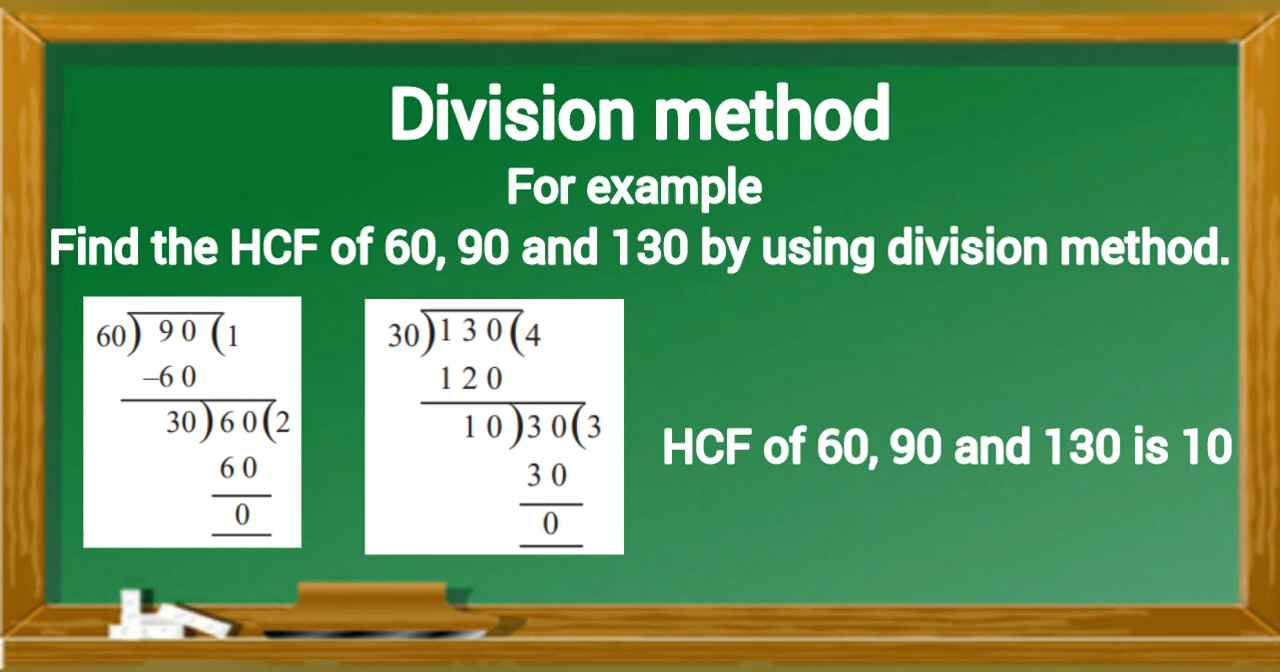 Division method
For example
Find the HCF of 60, 90 and 130 by using division method.
60) 9 0 (1
–6 0
30) 6 0 (2
6 0
0
30) 1 3 0 (4
1 2 0
1 0 ) 3 0 (3
3 0
0
HCF of 60, 90 and 130 is 10